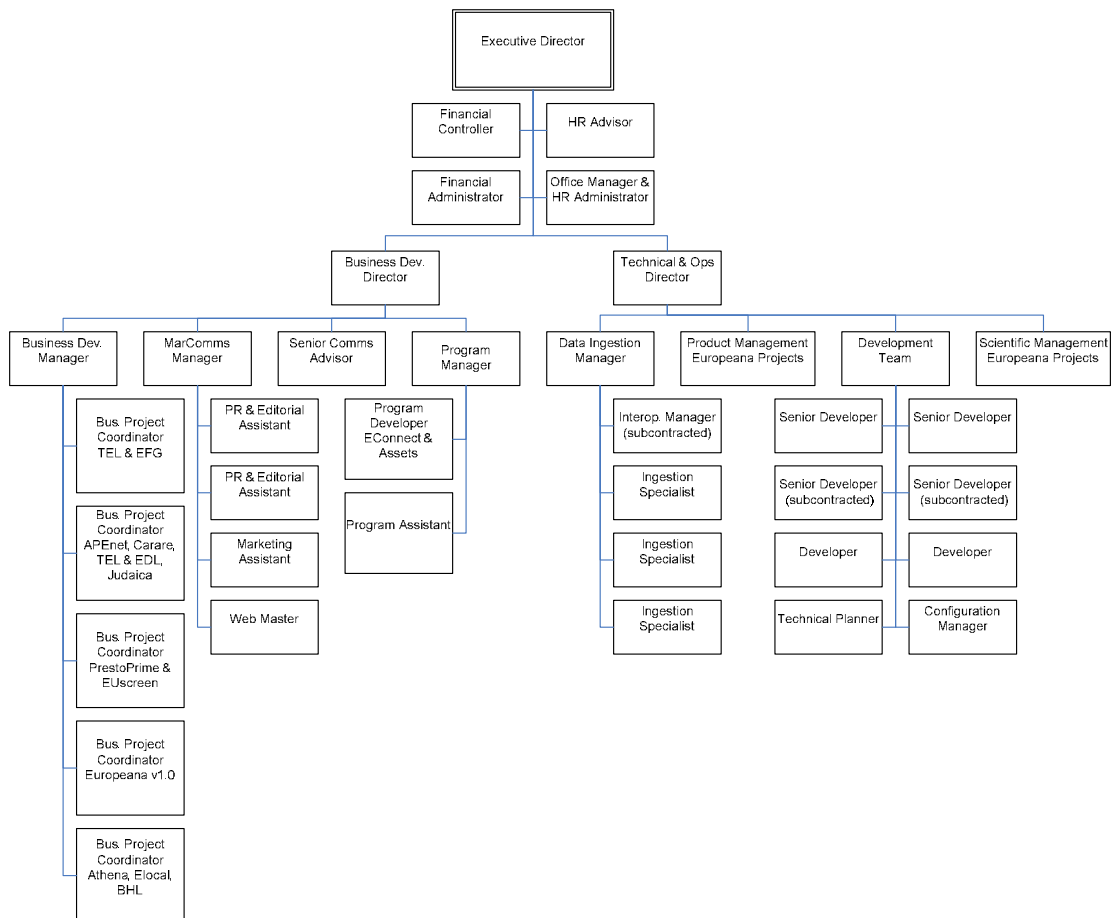 Executive Director
Financial
Controller
HR Advisor
Financial
Administrator
Office Manager &
HR Administrator
Business Dev.
Director
Technical & Ops
Director
Business Dev.
Manager
MarComms
Manager
Senior Comms
Advisor
Program
Manager
Data Ingestion
Manager
Product Management
Europeana Projects
Development
Team
Scientific Management
Europeana Projects
Bus. Project
Coordinator
TEL & EFG
Bus. Project
Coordinator
APEnet, Carare,
TEL & EDL,
Judaica
Bus. Project
Coordinator
PrestoPrime &
EUscreen
Bus. Project
Coordinator
Europeana v1.0
Bus. Project
Coordinator
Athena, Elocal,
BHL
PR & Editorial
Assistant
PR & Editorial
Assistant
Marketing
Assistant
Web Master
Program
Developer
EConnect &
Assets
Program Assistant
Interop. Manager
(subcontracted)
Ingestion
Specialist
Ingestion
Specialist
Ingestion
Specialist
Senior Developer
Senior Developer
Senior Developer
(subcontracted)
Senior Developer
(subcontracted)
Developer
Developer
Technical Planner
Configuration
Manager